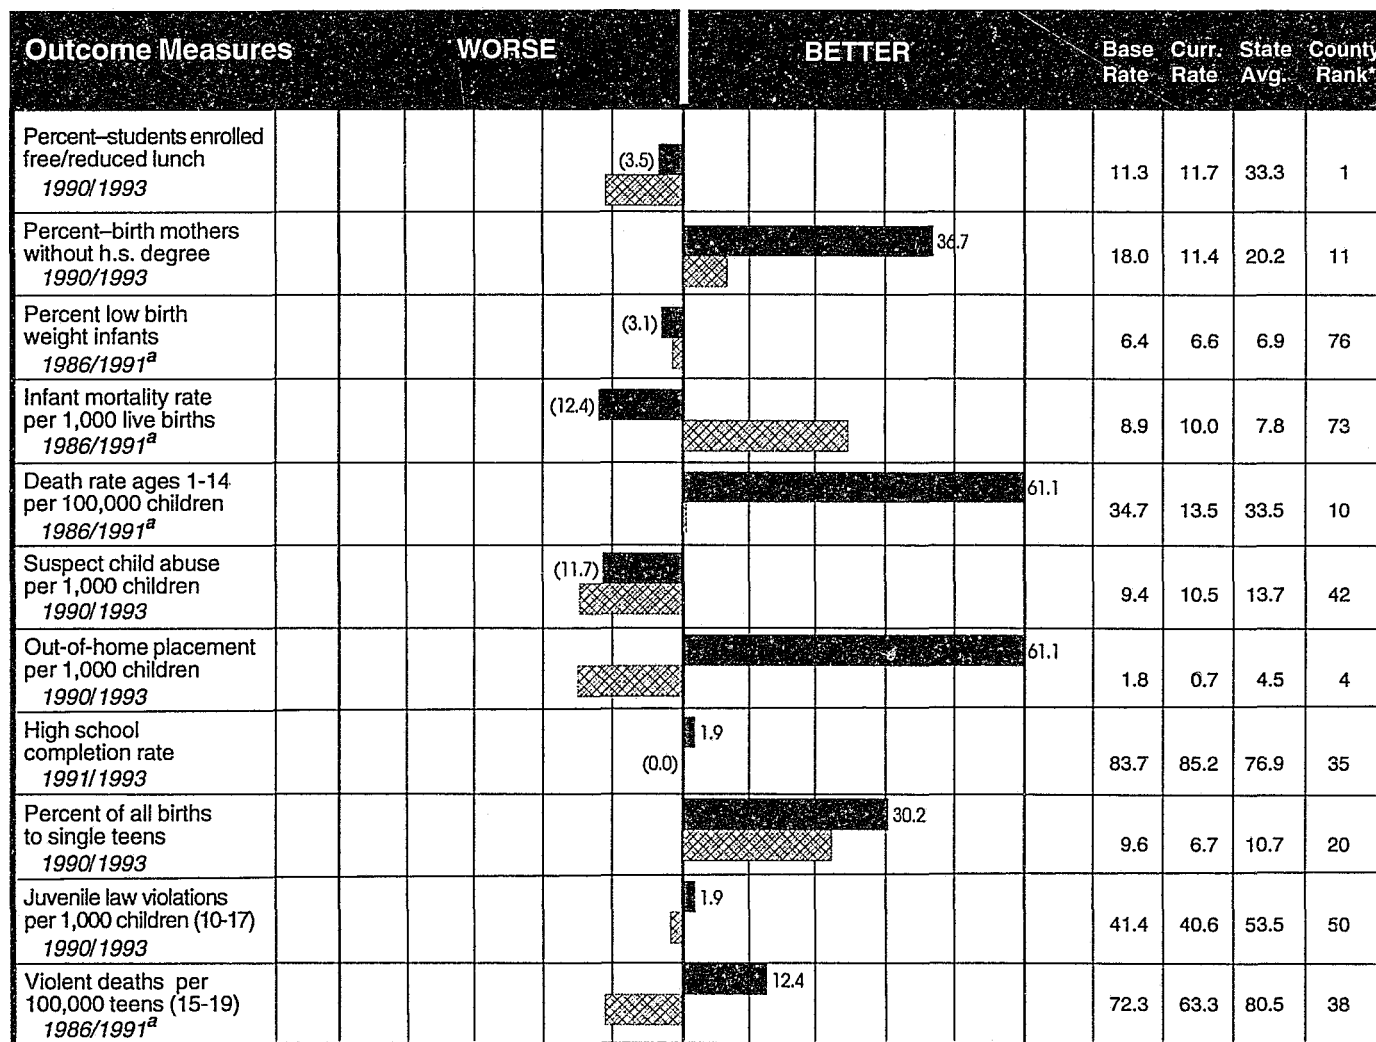 Outcome Measures WORSE BETTER Base Rate Curr. Rate State Avg. County Rank*
Percent–students enrolled
free/reduced lunch
1990/1993
(3.5) 11.3 11.7 33.3 1
Percent–birth mothers
without h.s. degree
1990/1993
36.7 18.0 11.4 20.2 11
Percent low birth
weight infants
1986/1991a
(3.1) 6.4 6.6 6.9 76
Infant mortality rate
per 1,000 live births
1986/1991a
(12.4) 8.9 10.0 7.8 73
Death rate ages 1-14
per 100,000 children
1986/1991a
61.1 34.7 13.5 33.5 10
Suspect child abuse
per 1,000 children
1990/1993
(11.7) 9.4 10.5 13.7 42
Out-of-home placement
per 1,000 children
1990/1993
61.1 1.8 0.7 4.5 4
High school
completion rate
1991/1993
1.9
(0.0) 83.7 85.2 76.9 35
Percent of all births
to single teens
1990/1993
30.2 9.6 6.7 10.7 20
Juvenile law violations
per 1,000 children (10-17)
1990/1993
1.9 41.4 40.6 53.5 50
Violent deaths per
100,000 teens (15-19)
1986/1991a
12.4 72.3 63.3 80.5 38